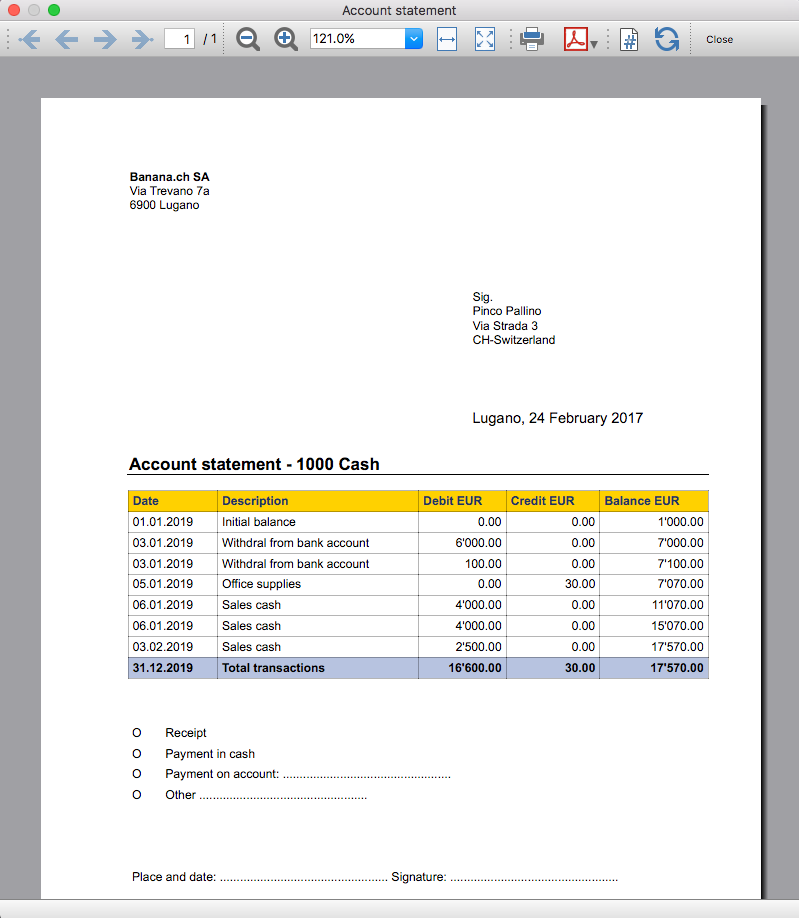 Account statement
1 / 1 121.0% # Close
Banana.ch SA
Via Trevano 7a
6900 Lugano
Sig.
Pinco Pallino
Via Strada 3
CH-Switzerland
Lugano, 24 February 2017
Account statement - 1000 Cash
Date Description Debit EUR Credit EUR Balance EUR
01.01.2019 Initial balance 0.00 0.00 1'000.00
03.01.2019 Withdral from bank account 6'000.00 0.00 7'000.00
03.01.2019 Withdral from bank account 100.00 0.00 7'100.00
05.01.2019 Office supplies 0.00 30.00 7'070.00
06.01.2019 Sales cash 4'000.00 0.00 11'070.00
06.01.2019 Sales cash 4'000.00 0.00 15'070.00
03.02.2019 Sales cash 2'500.00 0.00 17'570.00
31.12.2019 Total transactions 16'600.00 30.00 17'570.00
O Receipt
O Payment in cash
O Payment on account: ..................................................
O Other ..................................................
Place and date: .................................................. Signature: ..................................................